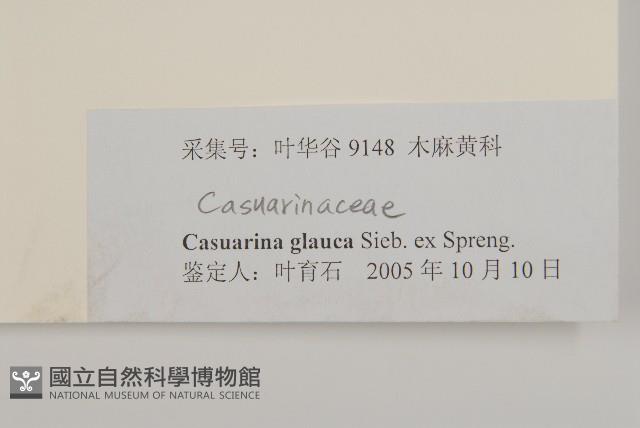 采集号：叶华谷 9148 木麻黄科
Casuarinaceae
Casuarina glauca Sieb. ex Spreng.
鉴定人：叶育石 2005 年 10 月 10 日
國立自然科學博物館
NATIONAL MUSEUM OF NATURAL SCIENCE